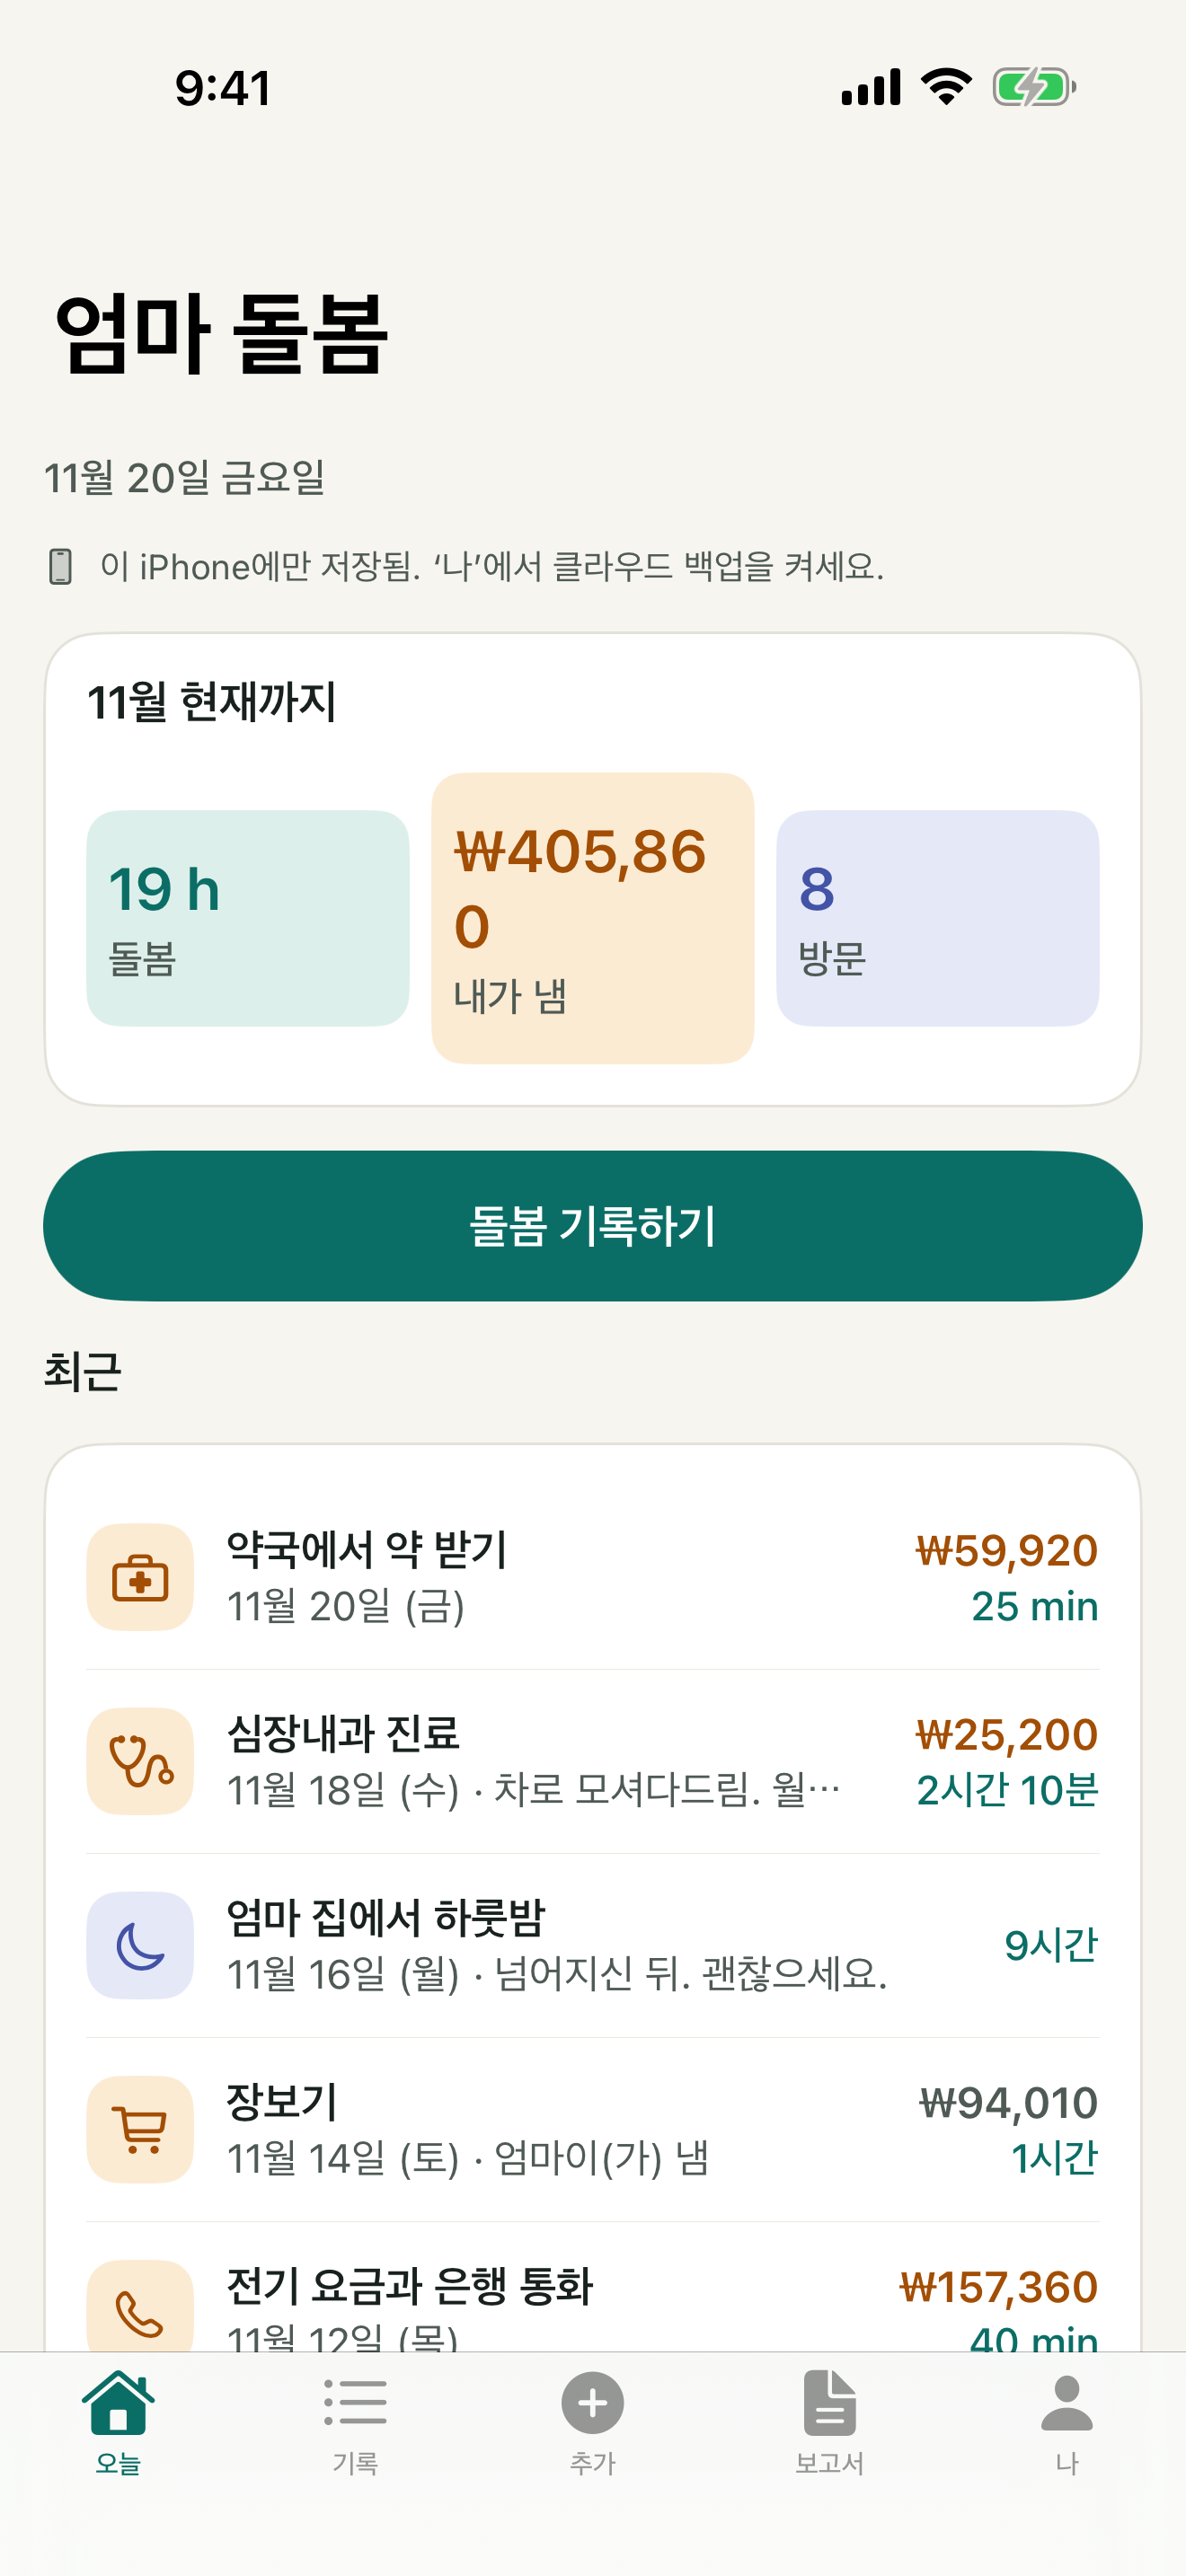 9:41
엄마 돌봄
11월 20일 금요일
이 iPhone에만 저장됨. ‘나’에서 클라우드 백업을 켜세요.
11월 현재까지
19 h
돌봄
₩405,86
0
내가 냄
8
방문
돌봄 기록하기
최근
약국에서 약 받기
₩59,920
11월 20일 (금)
25 min
심장내과 진료
₩25,200
11월 18일 (수) · 차로 모셔다드림. 월…
2시간 10분
엄마 집에서 하룻밤
11월 16일 (월) · 넘어지신 뒤. 괜찮으세요.
9시간
장보기
₩94,010
11월 14일 (토) · 엄마이(가) 냄
1시간
전기 요금과 은행 통화
₩157,360
11월 12일 (목)
40 min
오늘
기록
추가
보고서
나